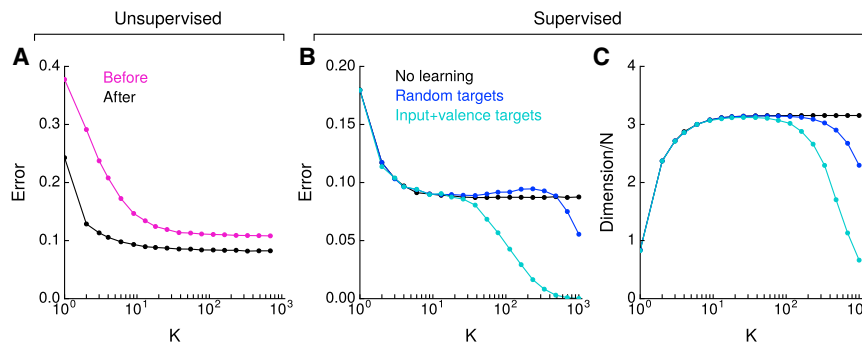 Unsupervised
Supervised
A
B
C
0.4
0.3
0.2
0.1
0.0
Error
Before
After
10^0
10^1
10^2
10^3
K
0.20
0.15
0.10
0.05
0.00
Error
No learning
Random targets
Input+valence targets
10^0
10^1
10^2
10^3
K
4
3
2
1
0
Dimension/N
10^0
10^1
10^2
K